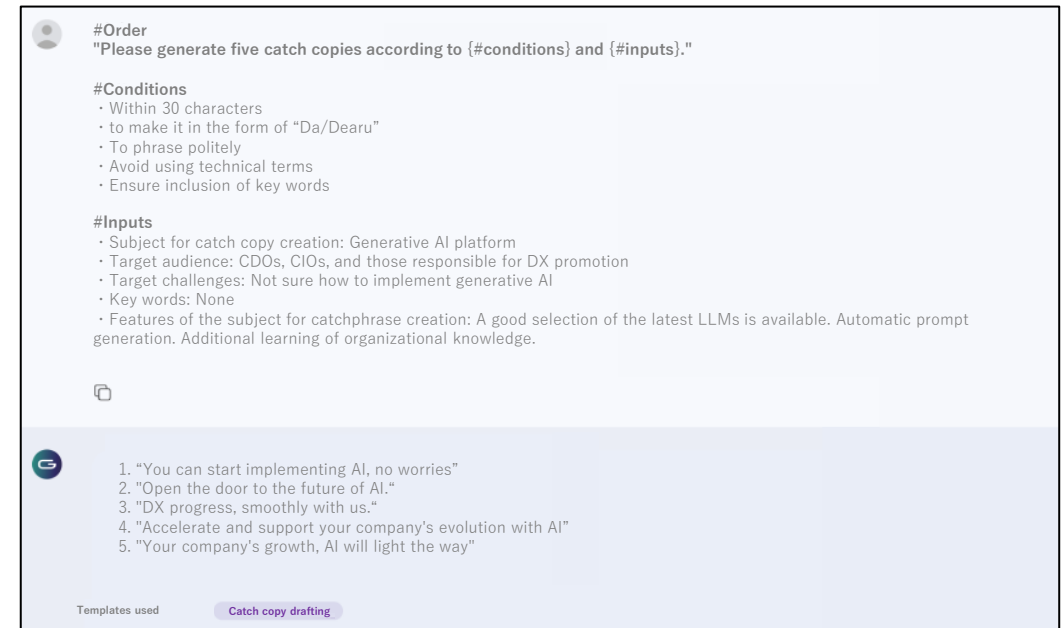 #Order
"Please generate five catch copies according to {#conditions} and {#inputs}."
#Conditions
・Within 30 characters
・to make it in the form of “Da/Dearu”
・To phrase politely
・Avoid using technical terms
・Ensure inclusion of key words
#Inputs
・Subject for catch copy creation: Generative AI platform
・Target audience: CDOs, CIOs, and those responsible for DX promotion
・Target challenges: Not sure how to implement generative AI
・Key words: None
・Features of the subject for catchphrase creation: A good selection of the latest LLMs is available. Automatic prompt
generation. Additional learning of organizational knowledge.
G
1. “You can start implementing AI, no worries”
2. "Open the door to the future of AI.“
3. "DX progress, smoothly with us.“
4. "Accelerate and support your company's evolution with AI”
5. "Your company's growth, AI will light the way"
Templates used
Catch copy drafting